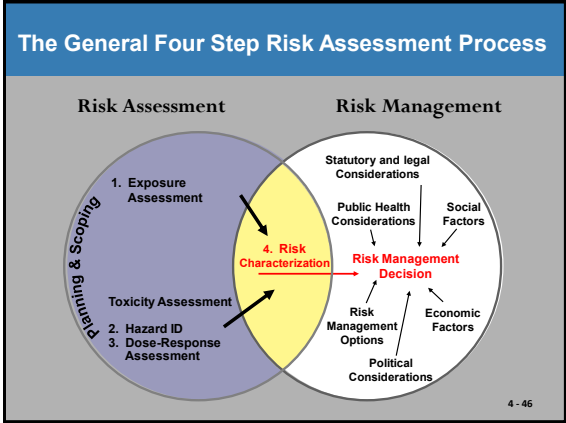 The General Four Step Risk Assessment Process
Risk Assessment
Risk Management
Planning & Scoping
1. Exposure
Assessment
Toxicity Assessment
2. Hazard ID
3. Dose-Response
Assessment
4. Risk
Characterization
Statutory and legal
Considerations
Public Health
Considerations
Social
Factors
Risk Management
Decision
Risk
Management
Options
Economic
Factors
Political
Considerations
4 - 46